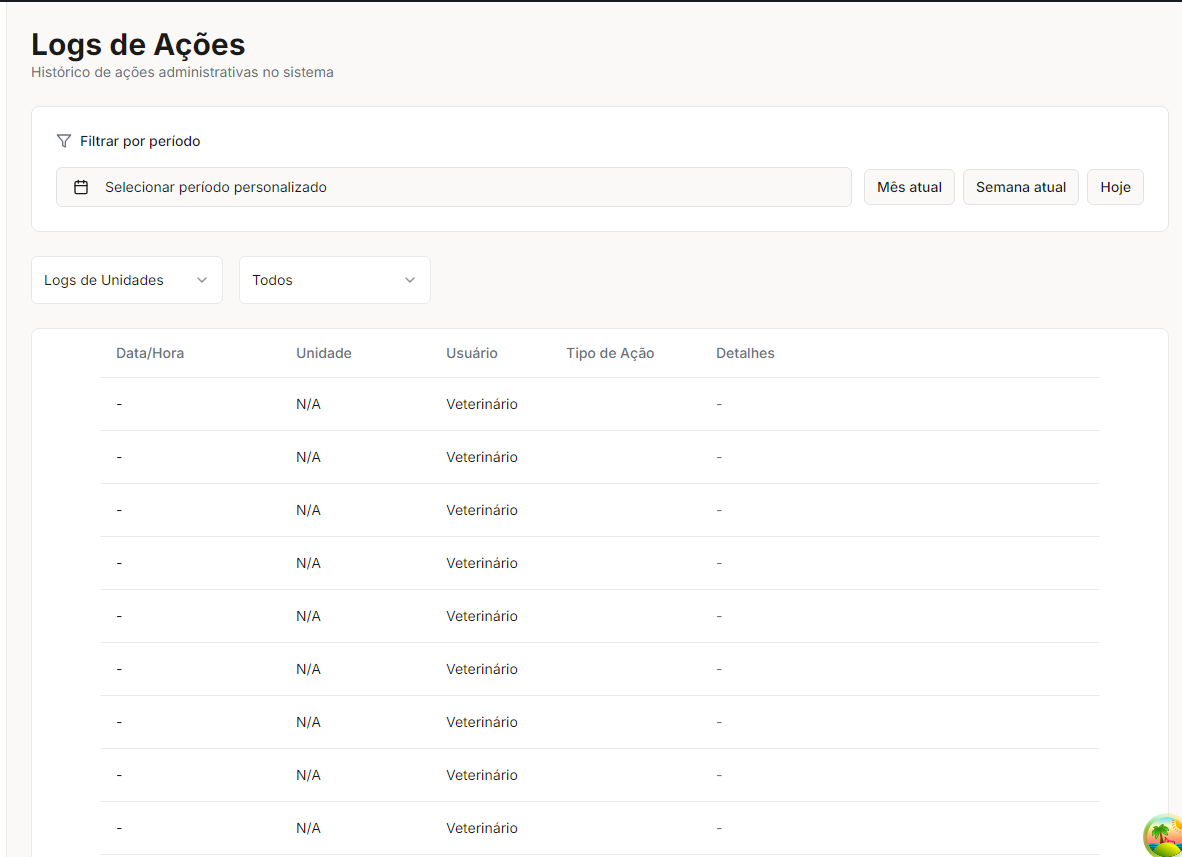 Logs de Ações
Histórico de ações administrativas no sistema
Filtrar por período
Selecionar período personalizado Mês atual Semana atual Hoje
Logs de Unidades Todos
Data/Hora Unidade Usuário Tipo de Ação Detalhes
- N/A Veterinário -
- N/A Veterinário -
- N/A Veterinário -
- N/A Veterinário -
- N/A Veterinário -
- N/A Veterinário -
- N/A Veterinário -
- N/A Veterinário -
- N/A Veterinário -